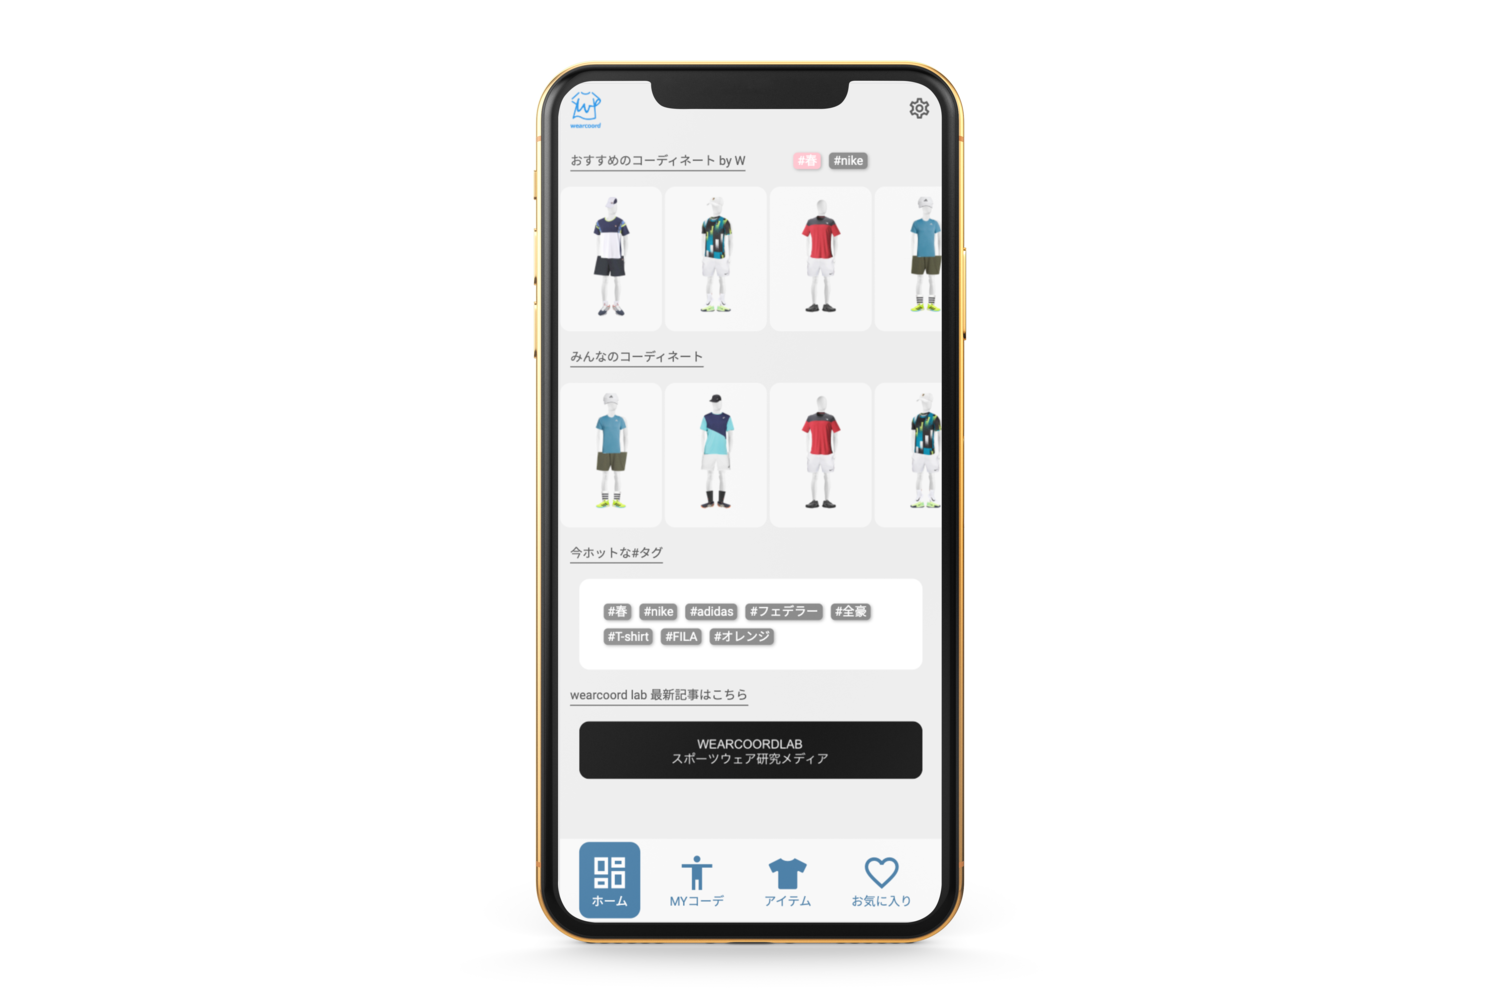 wearcoord
おすすめのコーディネート by W #春 #nike
みんなのコーディネート
今ホットな#タグ
#春 #nike #adidas #フェデラー #全豪
#T-shirt #FILA #オレンジ
wearcoord lab 最新記事はこちら
WEARCOORDLAB
スポーツウェア研究メディア
ホーム MYコーデ アイテム お気に入り